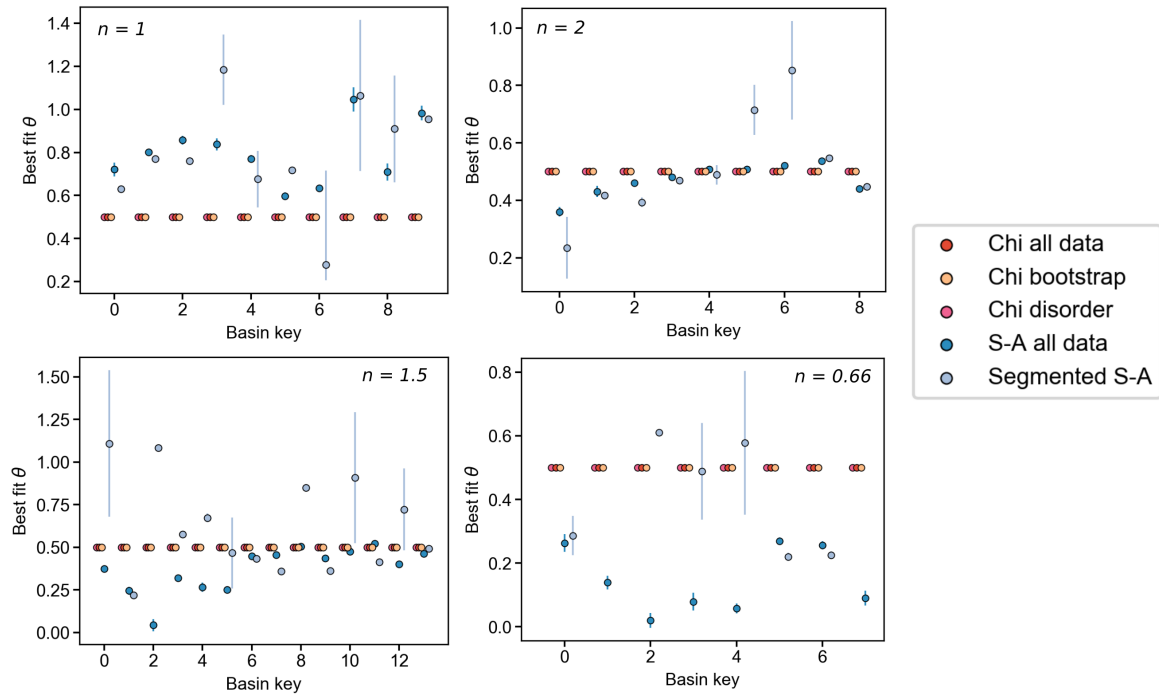 n = 1
1.4
1.2
1.0
0.8
0.6
0.4
0.2
Best fit θ
0 2 4 6 8
Basin key
n = 2
1.0
0.8
0.6
0.4
0.2
Best fit θ
0 2 4 6 8
Basin key
n = 1.5
1.50
1.25
1.00
0.75
0.50
0.25
0.00
Best fit θ
0 2 4 6 8 10 12
Basin key
n = 0.66
0.8
0.6
0.4
0.2
0.0
Best fit θ
0 2 4 6
Basin key
Chi all data
Chi bootstrap
Chi disorder
S-A all data
Segmented S-A